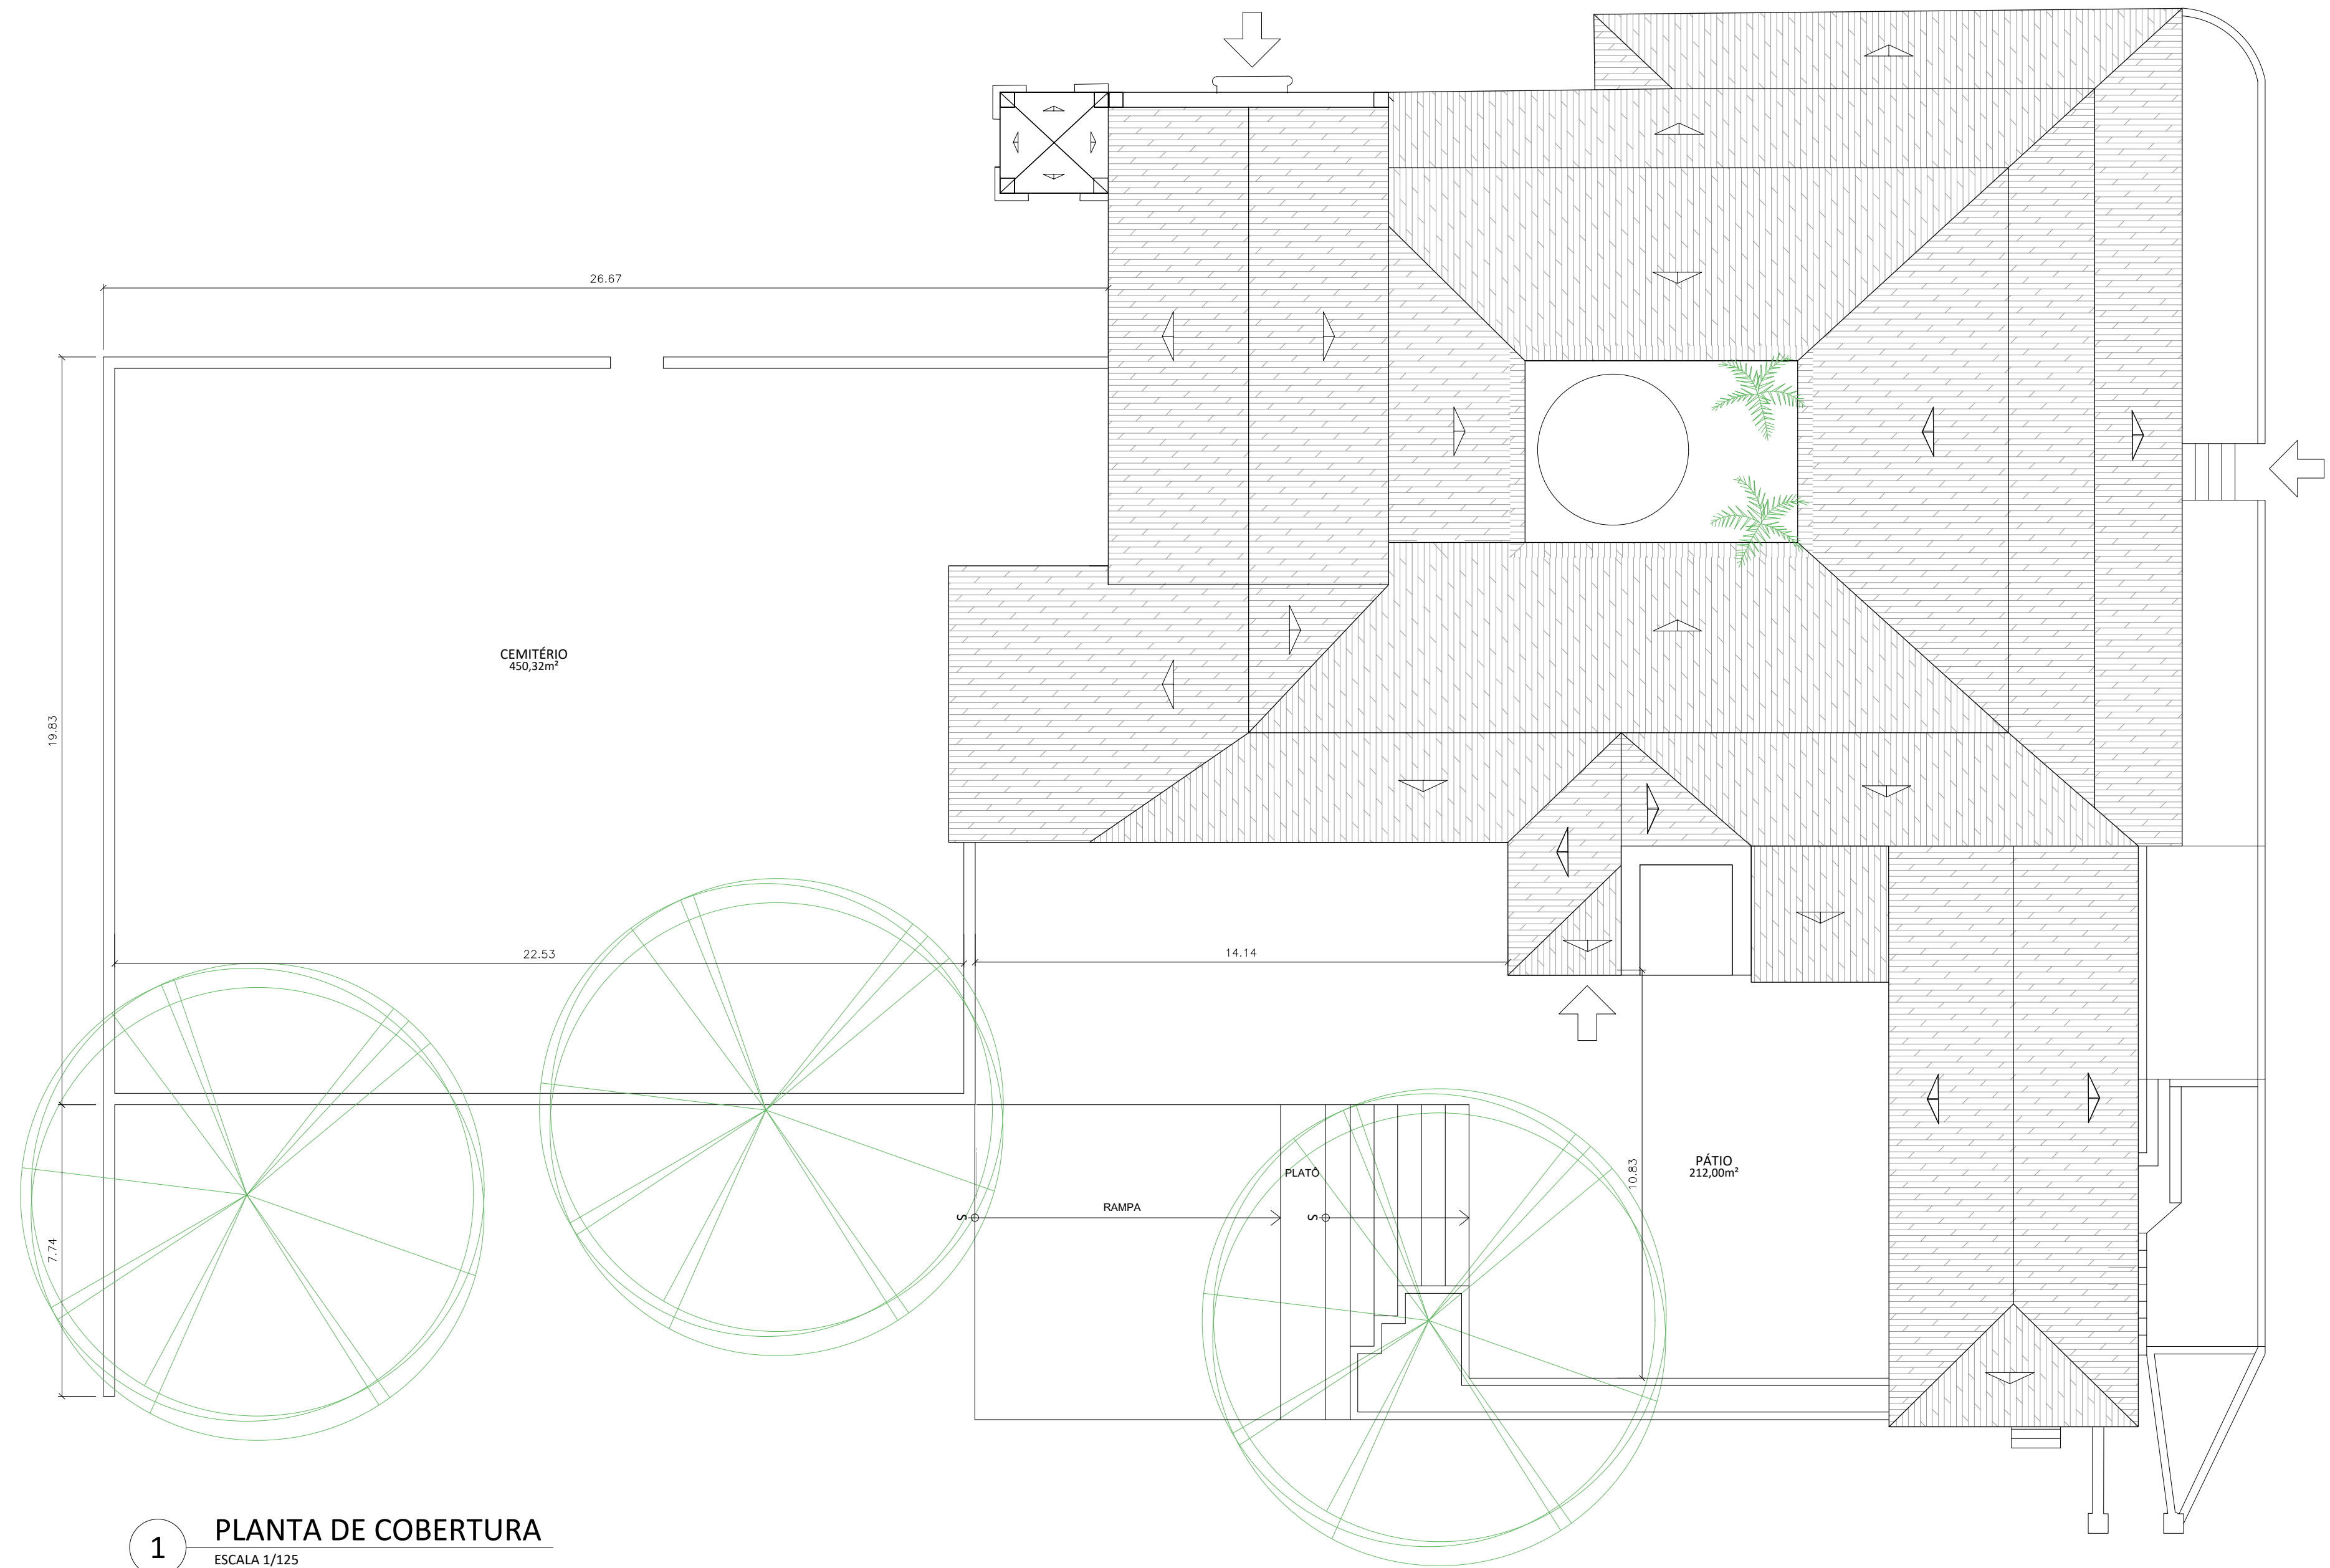 26.67
CEMITÉRIO
450,32m²
19.83
22.53
14.14
10.83
PÁTIO
212,00m²
PLATÔ
RAMPA
S
S
7.74
1
PLANTA DE COBERTURA
ESCALA 1/125